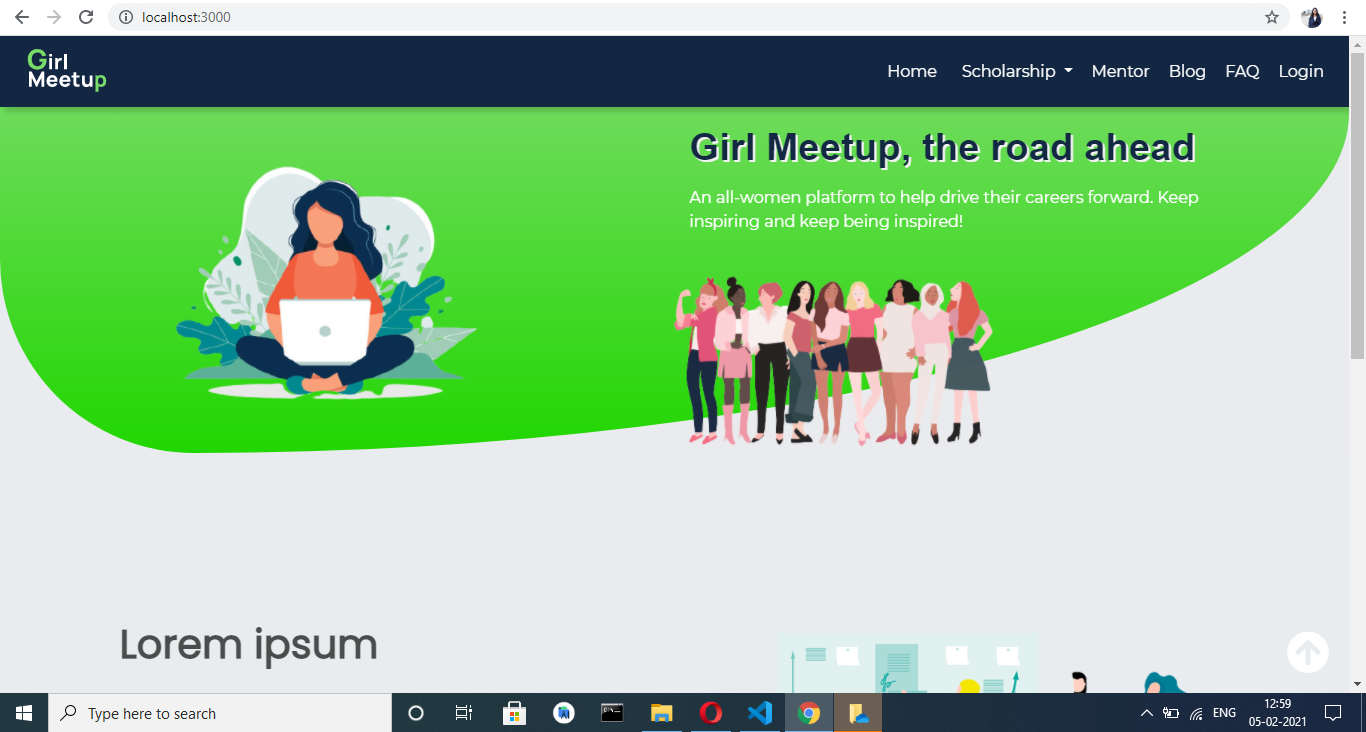 localhost:3000
Girl
Meetup
Home Scholarship Mentor Blog FAQ Login
Girl Meetup, the road ahead
An all-women platform to help drive their careers forward. Keep
inspiring and keep being inspired!
Lorem ipsum
Type here to search
ENG
12:59
05-02-2021